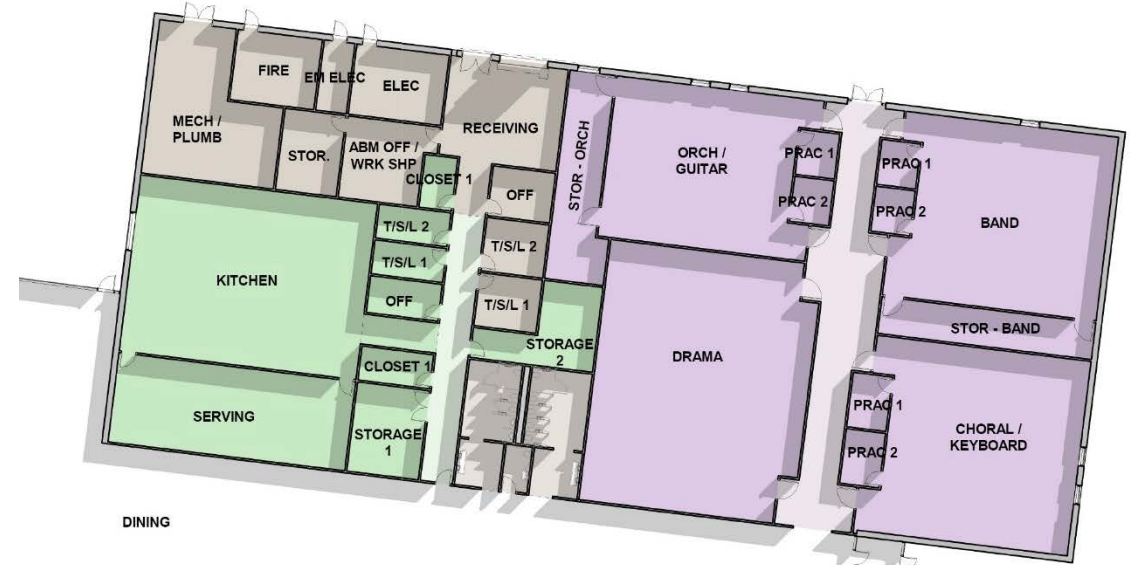 FIRE
EM ELEC
ELEC
MECH /
PLUMB
STOR.
ABM OFF /
WRK SHP
RECEIVING
CLOSET 1
OFF
STOR - ORCH
ORCH /
GUITAR
PRAC 1
PRAC 2
PRAC 1
PRAC 2
BAND
T/S/L 2
T/S/L 1
OFF
T/S/L 2
T/S/L 1
KITCHEN
STORAGE
2
DRAMA
STOR - BAND
CLOSET 1
SERVING
STORAGE
1
PRAC 1
PRAC 2
CHORAL /
KEYBOARD
DINING